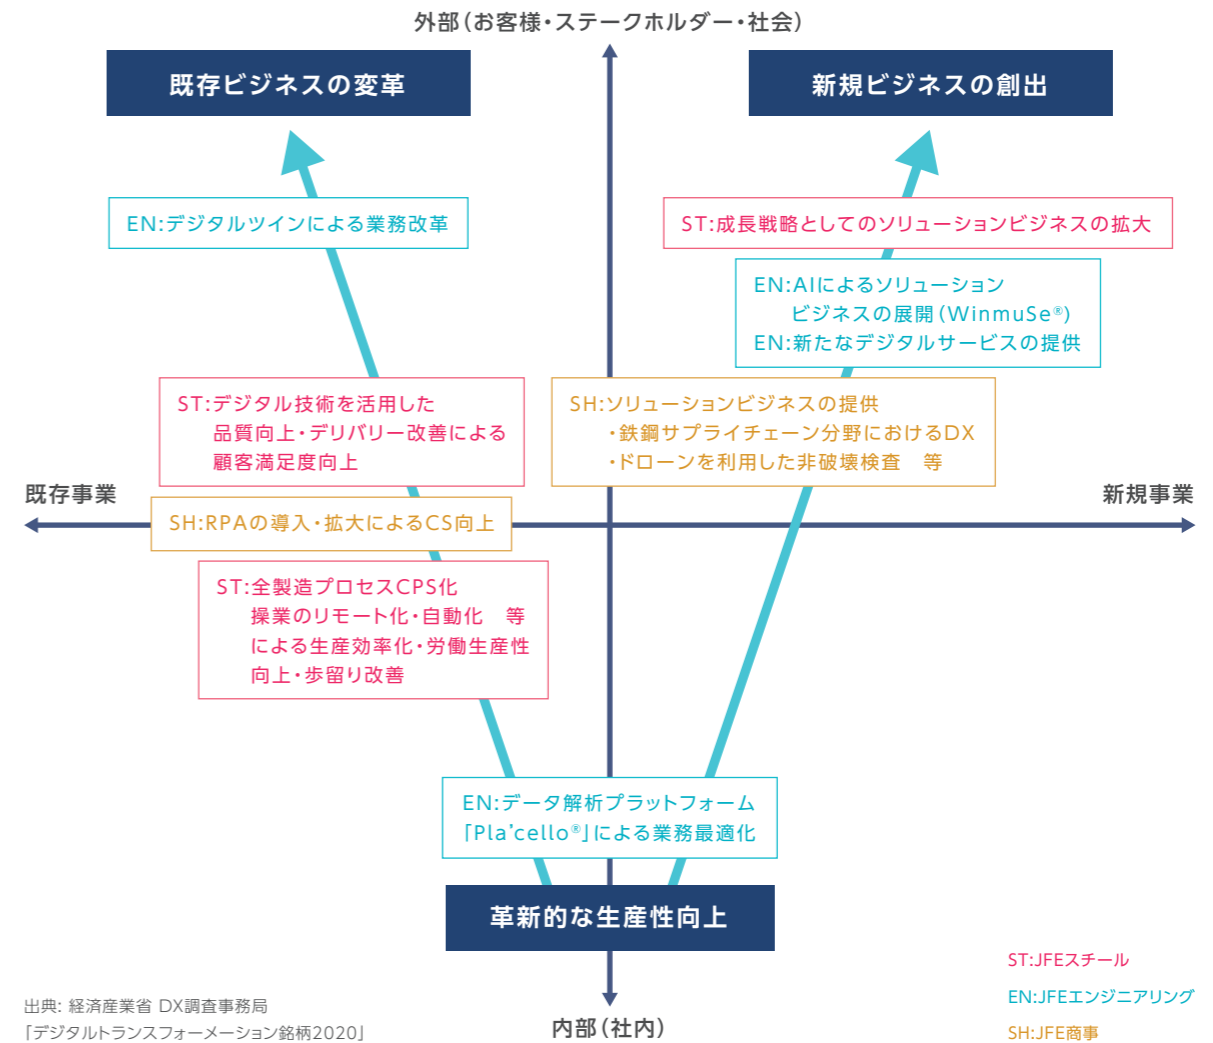 外部（お客様・ステークホルダー・社会）
既存ビジネスの変革
新規ビジネスの創出
EN:デジタルツインによる業務改革
ST:成長戦略としてのソリューションビジネスの拡大
EN:AIによるソリューション
ビジネスの展開（WinmuSe®）
EN:新たなデジタルサービスの提供
ST:デジタル技術を活用した
品質向上・デリバリー改善による
顧客満足度向上
SH:ソリューションビジネスの提供
・鉄鋼サプライチェーン分野におけるDX
・ドローンを利用した非破壊検査　等
既存事業
新規事業
SH:RPAの導入・拡大によるCS向上
ST:全製造プロセスCPS化
操業のリモート化・自動化　等
による生産効率化・労働生産性
向上・歩留り改善
EN:データ解析プラットフォーム
「Pla’cello®」による業務最適化
革新的な生産性向上
内部（社内）
ST:JFEスチール
EN:JFEエンジニアリング
SH:JFE商事
出典: 経済産業省 DX調査事務局
「デジタルトランスフォーメーション銘柄2020」